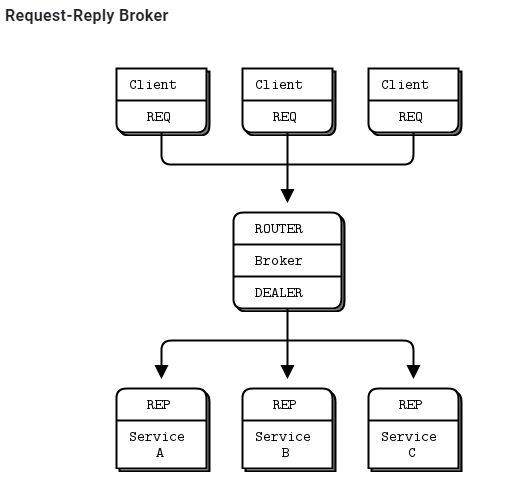 Request-Reply Broker
Client Client Client
REQ REQ REQ
ROUTER
Broker
DEALER
REP REP REP
Service Service Service
A B C